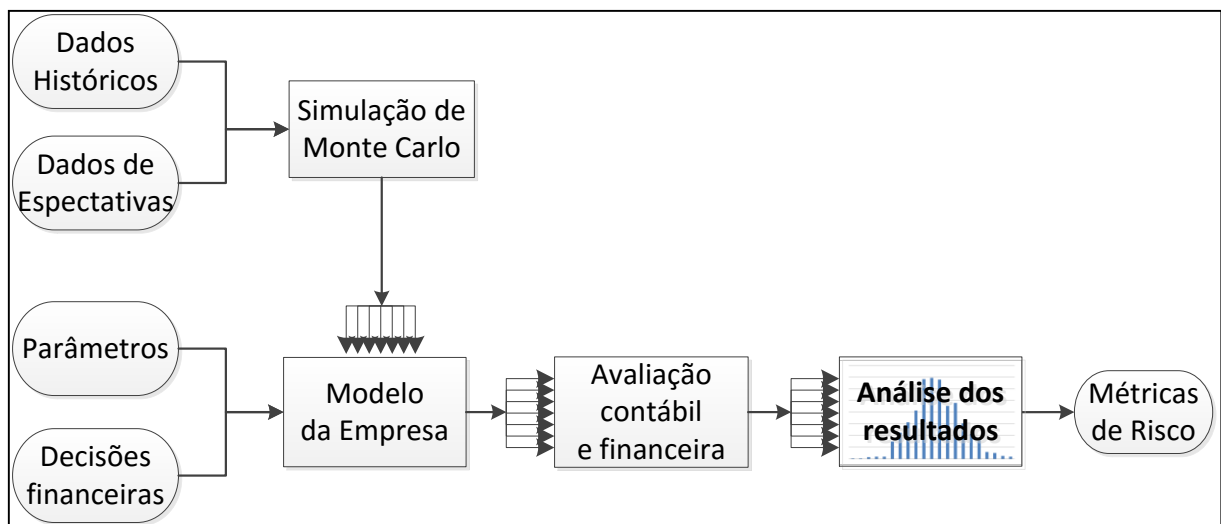 Dados
Históricos
Dados de
Espectativas
Simulação de
Monte Carlo
Parâmetros
Decisões
financeiras
Modelo
da Empresa
Avaliação
contábil
e financeira
Análise dos
resultados
Métricas
de Risco